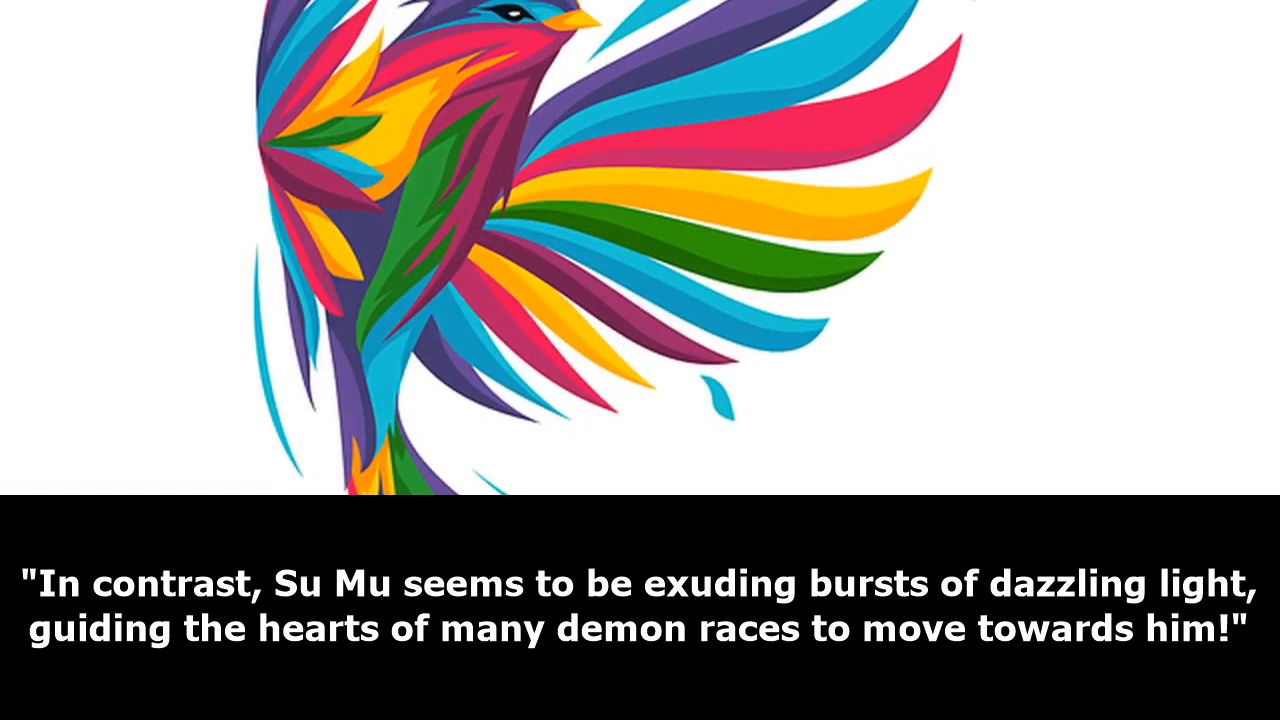 "In contrast, Su Mu seems to be exuding bursts of dazzling light,
guiding the hearts of many demon races to move towards him!"